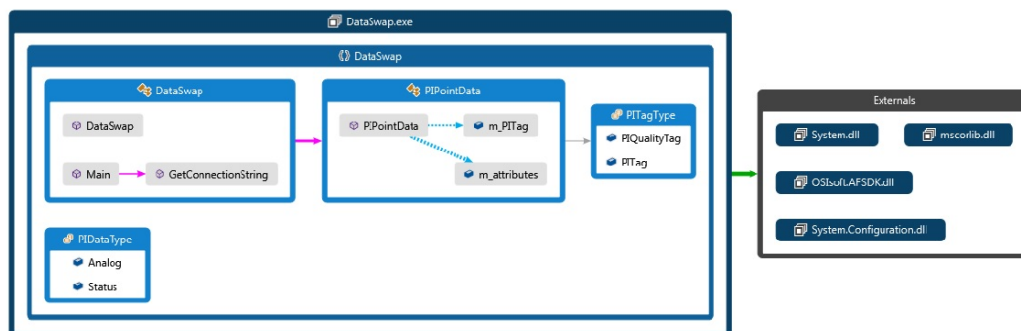 DataSwap.exe
DataSwap
DataSwap
DataSwap
Main
GetConnectionString
PIPointData
PIPointData
m_PITag
m_attributes
PITagType
PIQualityTag
PITag
PIDataType
Analog
Status
Externals
System.dll
mscorlib.dll
OSIsoft.AFSDK.dll
System.Configuration.dll